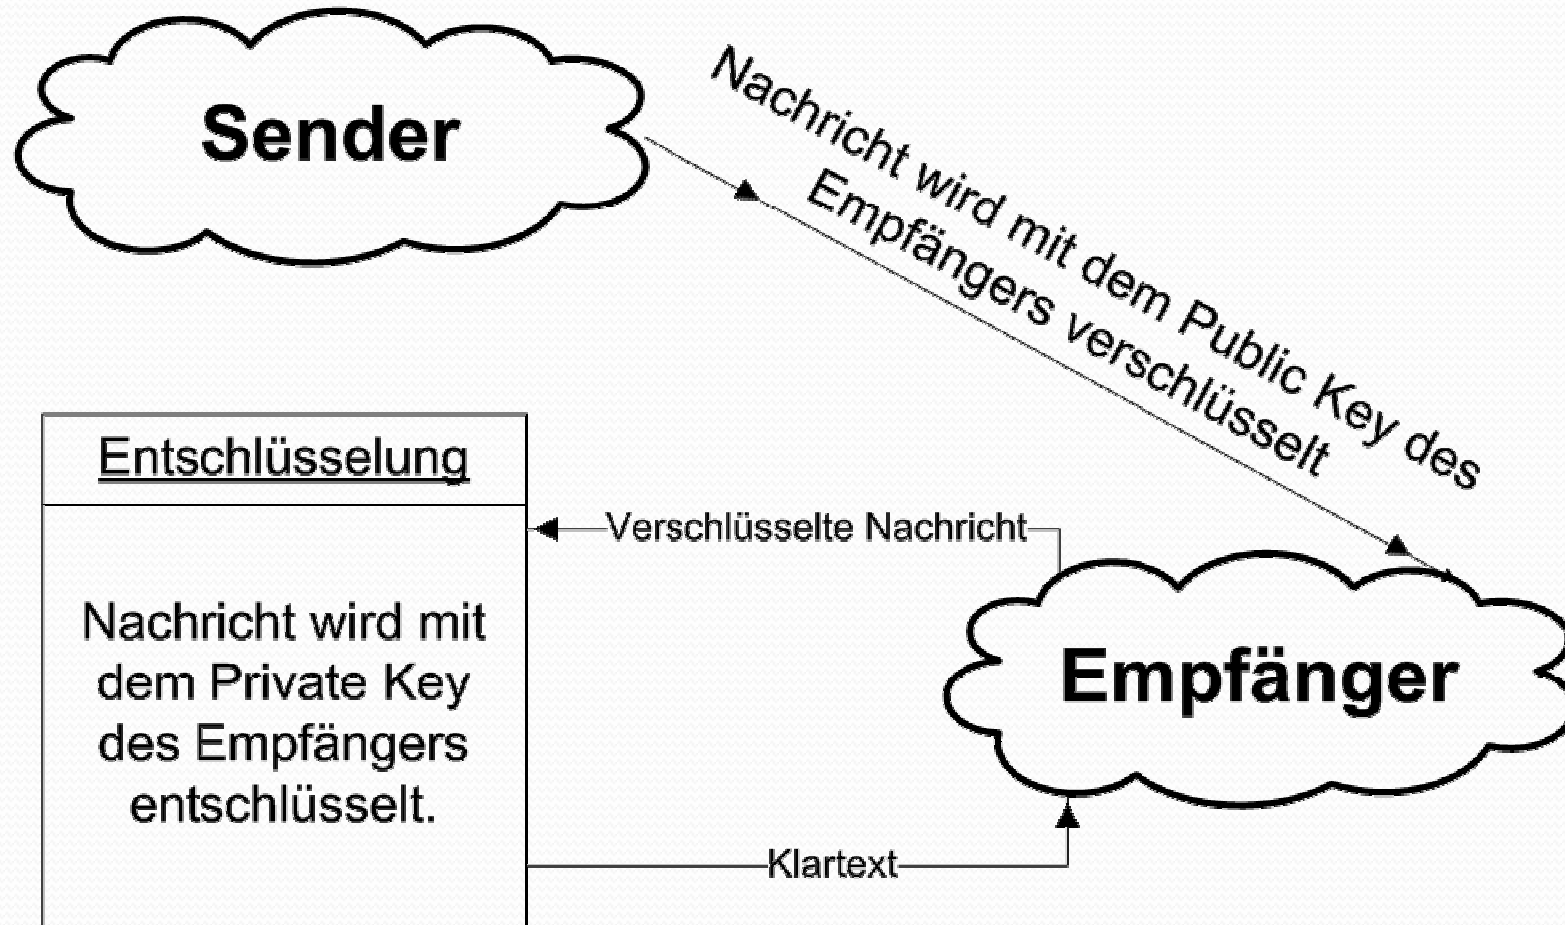 Sender
Nachricht wird mit dem Public Key des
Empfängers verschlüsselt
Entschlüsselung
Verschlüsselte Nachricht
Nachricht wird mit
dem Private Key
des Empfängers
entschlüsselt.
Empfänger
Klartext